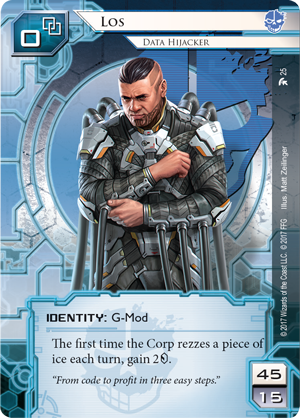 0 Los
DATA HIJACKER
25
© 2017 Wizards of the Coast LLC. © 2017 FFG Illus. Matt Zeilinger
IDENTITY: G-Mod
The first time the Corp rezzes a piece of
ice each turn, gain 2.
“From code to profit in three easy steps.”
45
15